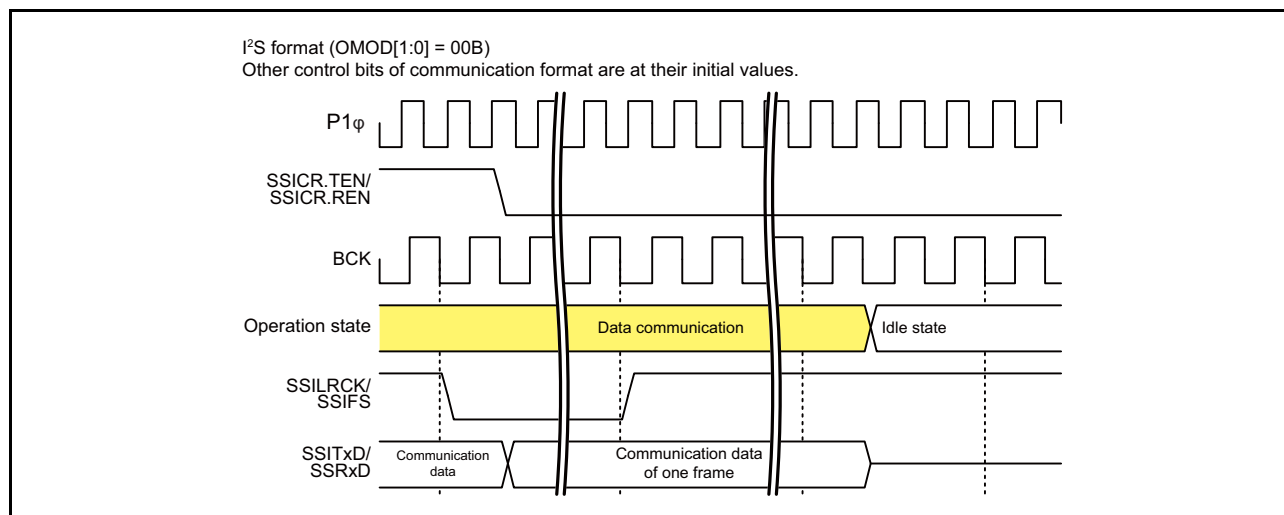 I²S format (OMOD[1:0] = 00B)
Other control bits of communication format are at their initial values.
P1φ
SSICR.TEN/
SSICR.REN
BCK
Operation state
Data communication
Idle state
SSILRCK/
SSIFS
SSITxD/
SSRxD
Communication
data
Communication data
of one frame